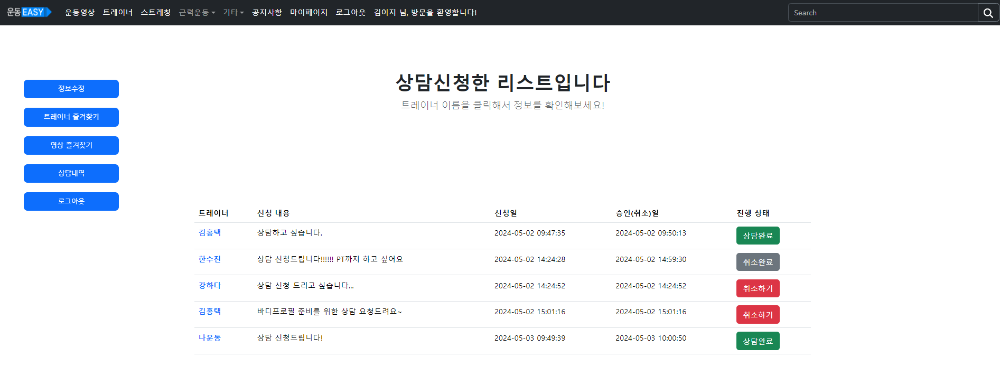 운동EASY 운동영상 트레이너 스트레칭 근력운동 기타 공지사항 마이페이지 로그아웃 김이지 님, 방문을 환영합니다! Search
상담신청한 리스트입니다
트레이너 이름을 클릭해서 정보를 확인해보세요!
정보수정
트레이너 즐겨찾기
영상 즐겨찾기
상담내역
로그아웃
트레이너 신청 내용 신청일 승인(취소)일 진행 상태
김홍택 상담하고 싶습니다. 2024-05-02 09:47:35 2024-05-02 09:50:13 상담완료
한수진 상담 신청드립니다!!!!!! PT까지 하고 싶어요 2024-05-02 14:24:28 2024-05-02 14:59:30 취소완료
강하다 상담 신청 드리고 싶습니다... 2024-05-02 14:24:52 2024-05-02 14:24:52 취소하기
김홍택 바디프로필 준비를 위한 상담 요청드려요~ 2024-05-02 15:01:16 2024-05-02 15:01:16 취소하기
나운동 상담 신청드립니다! 2024-05-03 09:49:39 2024-05-03 10:00:50 상담완료